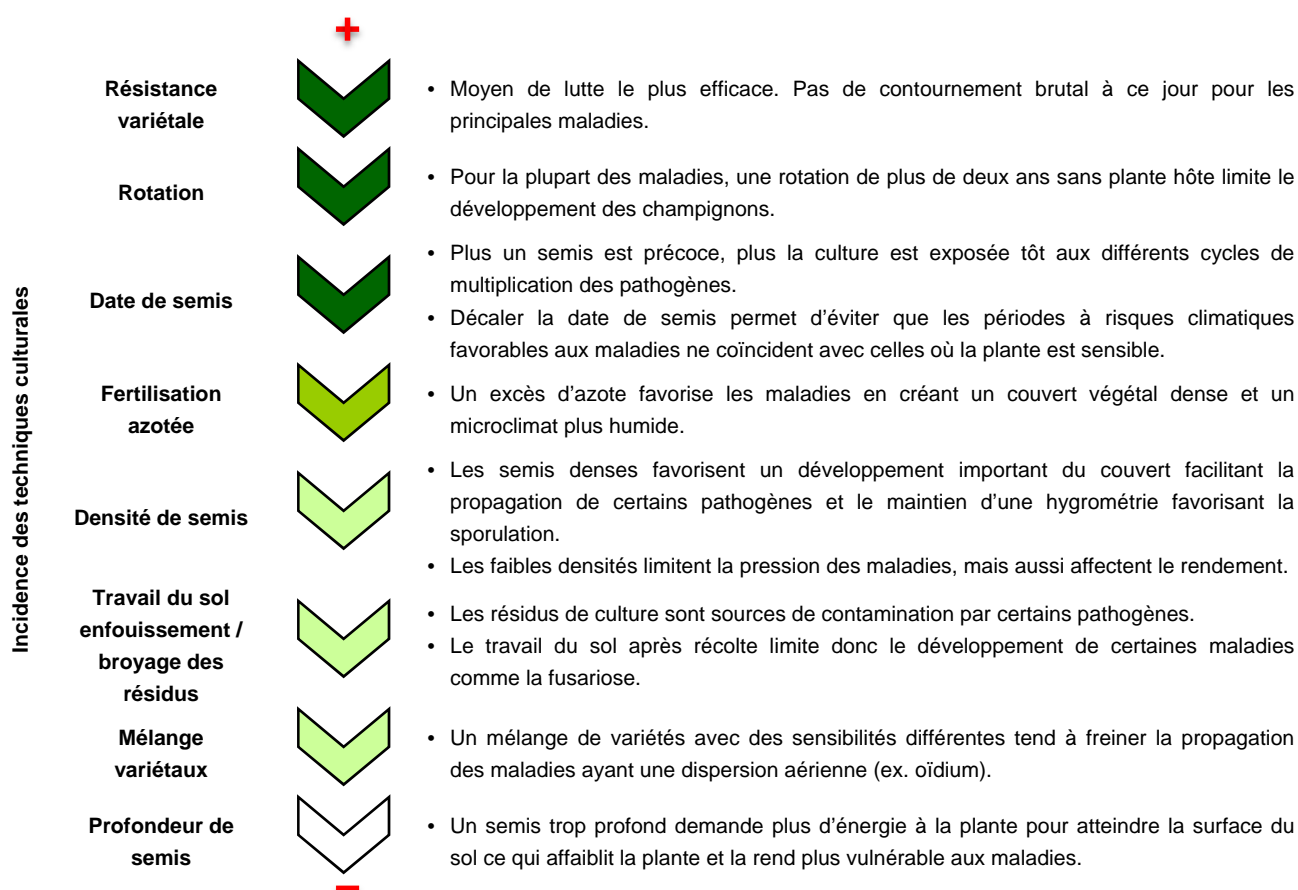 +
Incidence des techniques culturales
Résistance
variétale
• Moyen de lutte le plus efficace. Pas de contournement brutal à ce jour pour les
principales maladies.
Rotation
• Pour la plupart des maladies, une rotation de plus de deux ans sans plante hôte limite le
développement des champignons.
Date de semis
• Plus un semis est précoce, plus la culture est exposée tôt aux différents cycles de
multiplication des pathogènes.
• Décaler la date de semis permet d’éviter que les périodes à risques climatiques
favorables aux maladies ne coïncident avec celles où la plante est sensible.
Fertilisation
azotée
• Un excès d’azote favorise les maladies en créant un couvert végétal dense et un
microclimat plus humide.
Densité de semis
• Les semis denses favorisent un développement important du couvert facilitant la
propagation de certains pathogènes et le maintien d’une hygrométrie favorisant la
sporulation.
• Les faibles densités limitent la pression des maladies, mais aussi affectent le rendement.
Travail du sol
enfouissement /
broyage des
résidus
• Les résidus de culture sont sources de contamination par certains pathogènes.
• Le travail du sol après récolte limite donc le développement de certaines maladies
comme la fusariose.
Mélange
variétaux
• Un mélange de variétés avec des sensibilités différentes tend à freiner la propagation
des maladies ayant une dispersion aérienne (ex. oïdium).
Profondeur de
semis
• Un semis trop profond demande plus d’énergie à la plante pour atteindre la surface du
sol ce qui affaiblit la plante et la rend plus vulnérable aux maladies.
–